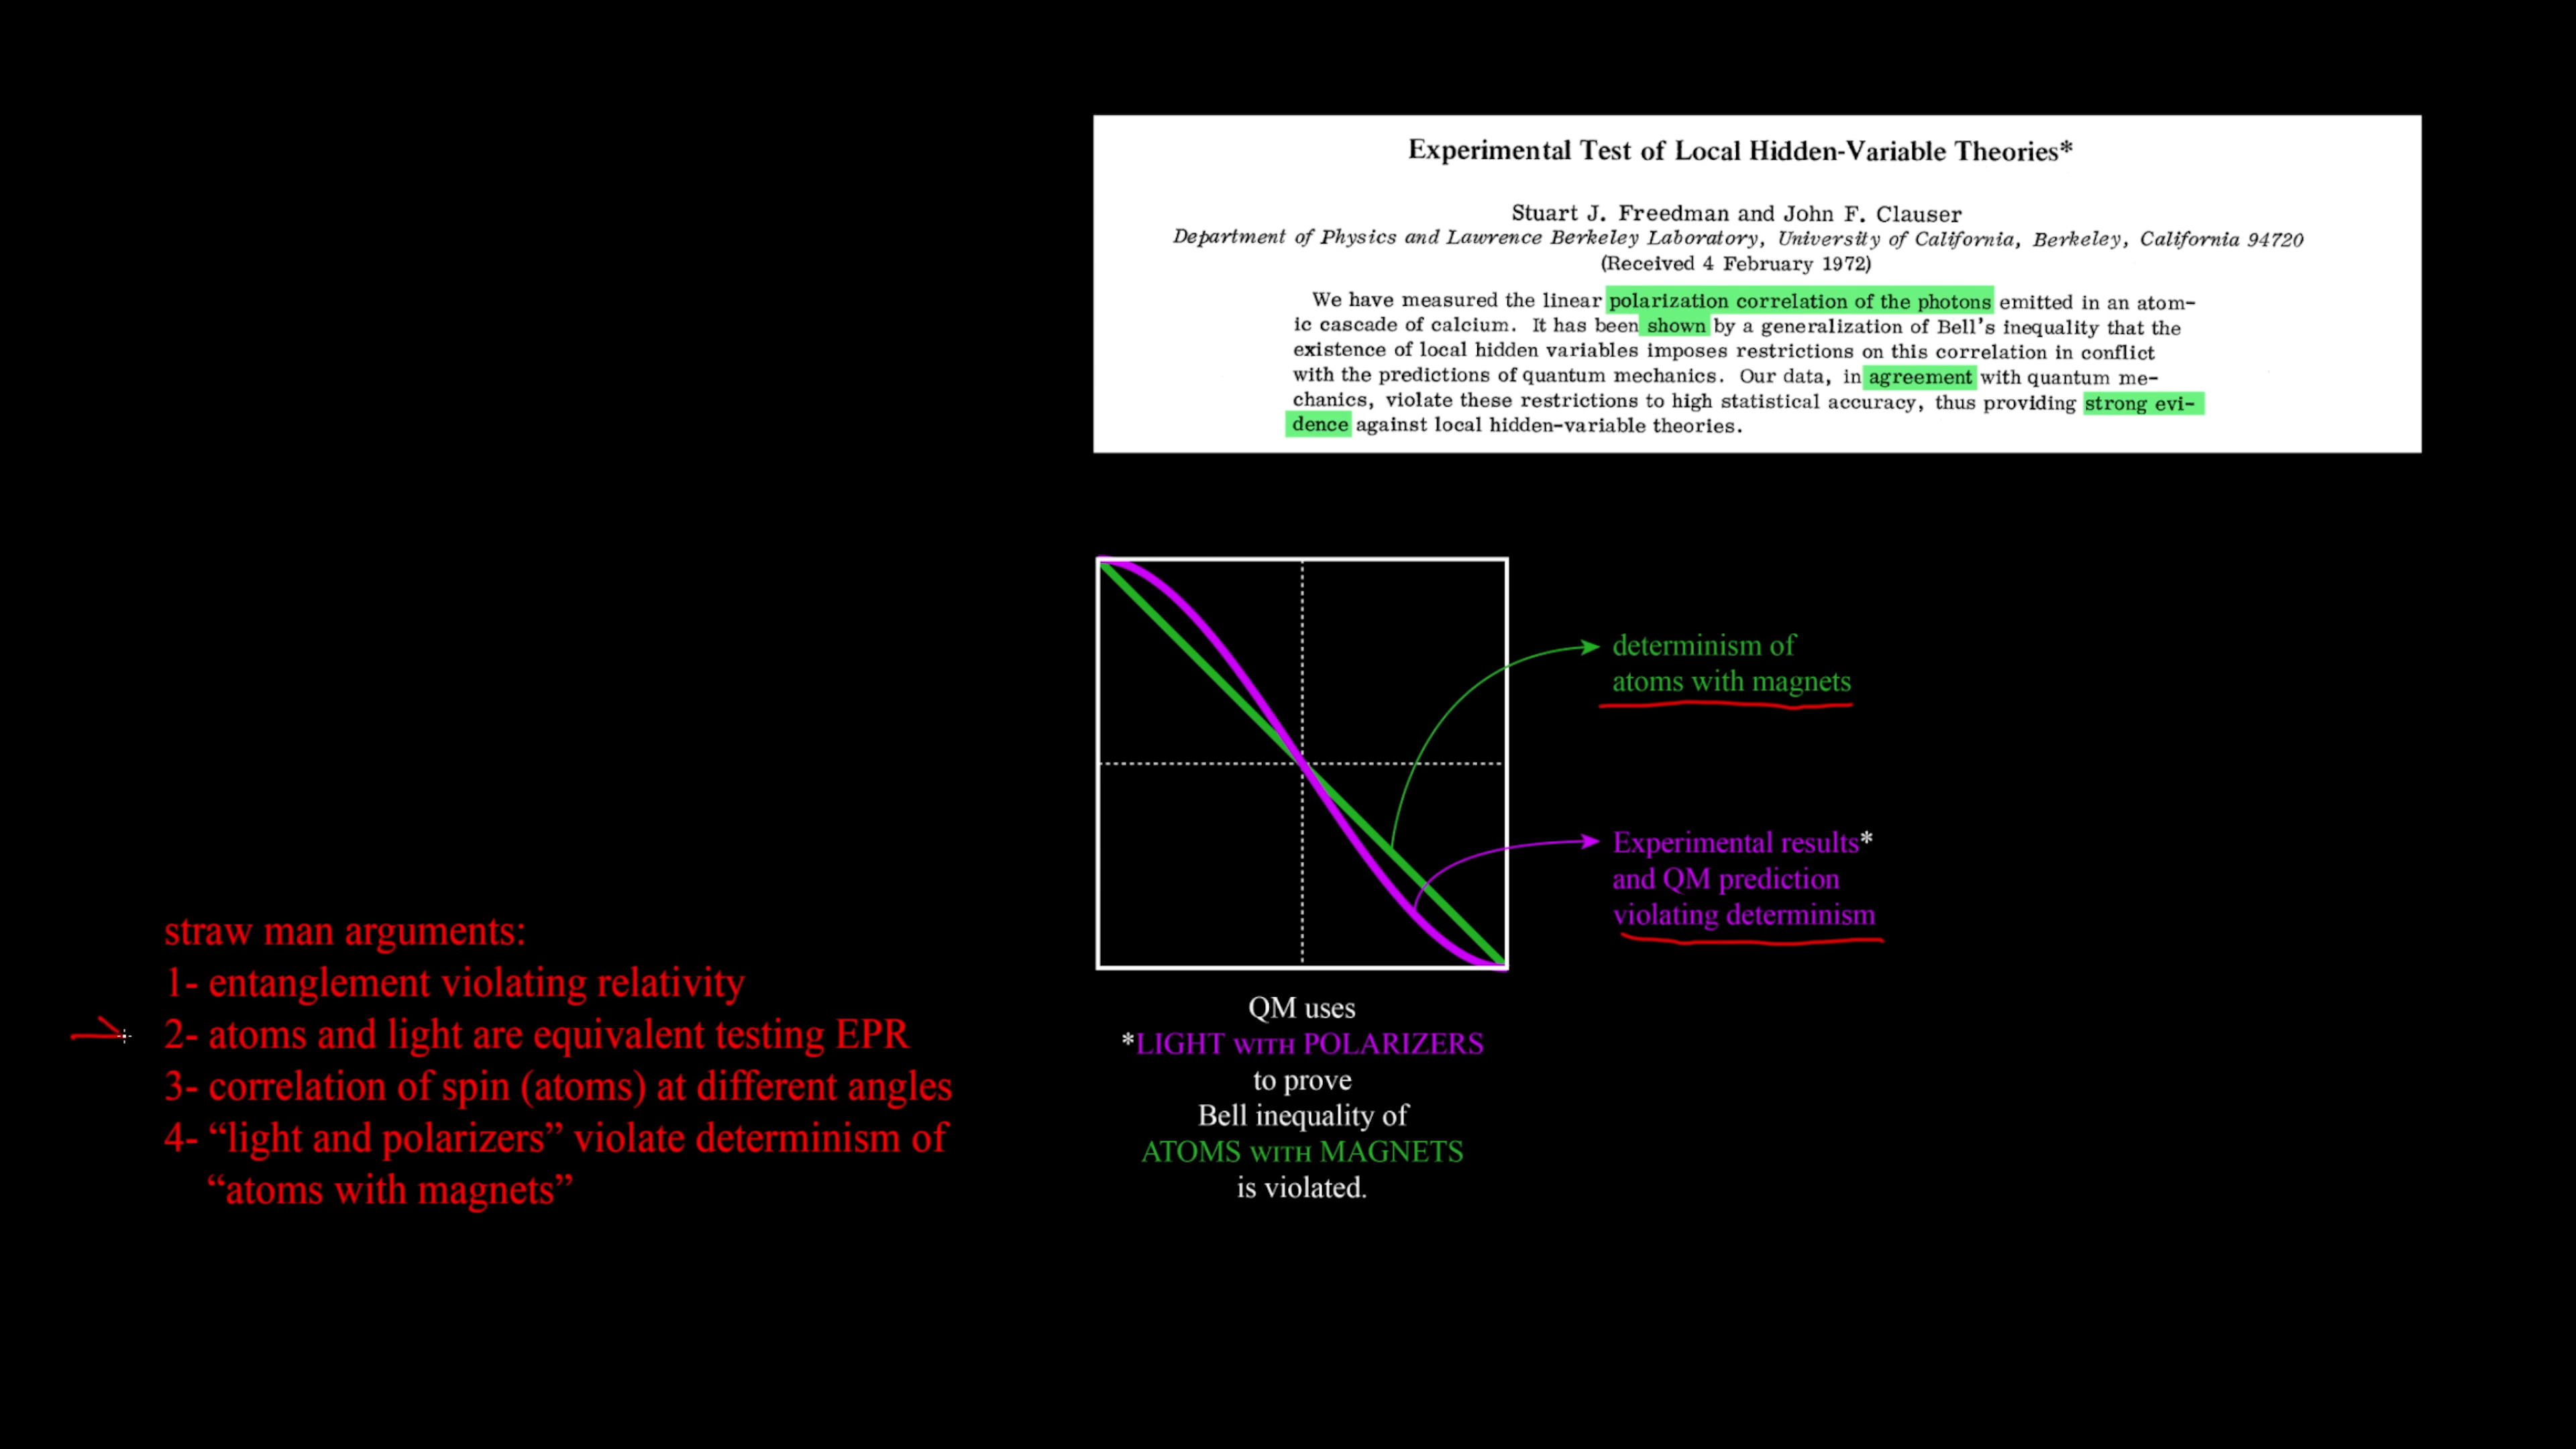 Experimental Test of Local Hidden-Variable Theories*
Stuart J. Freedman and John F. Clauser
Department of Physics and Lawrence Berkeley Laboratory, University of California, Berkeley, California 94720
(Received 4 February 1972)
We have measured the linear polarization correlation of the photons emitted in an atom-
ic cascade of calcium. It has been shown by a generalization of Bell's inequality that the
existence of local hidden variables imposes restrictions on this correlation in conflict
with the predictions of quantum mechanics. Our data, in agreement with quantum me-
chanics, violate these restrictions to high statistical accuracy, thus providing strong evi-
dence against local hidden-variable theories.
determinism of
atoms with magnets
Experimental results*
and QM prediction
violating determinism
straw man arguments:
1- entanglement violating relativity
2- atoms and light are equivalent testing EPR
3- correlation of spin (atoms) at different angles
4- “light and polarizers” violate determinism of
“atoms with magnets”
QM uses
*LIGHT WITH POLARIZERS
to prove
Bell inequality of
ATOMS WITH MAGNETS
is violated.